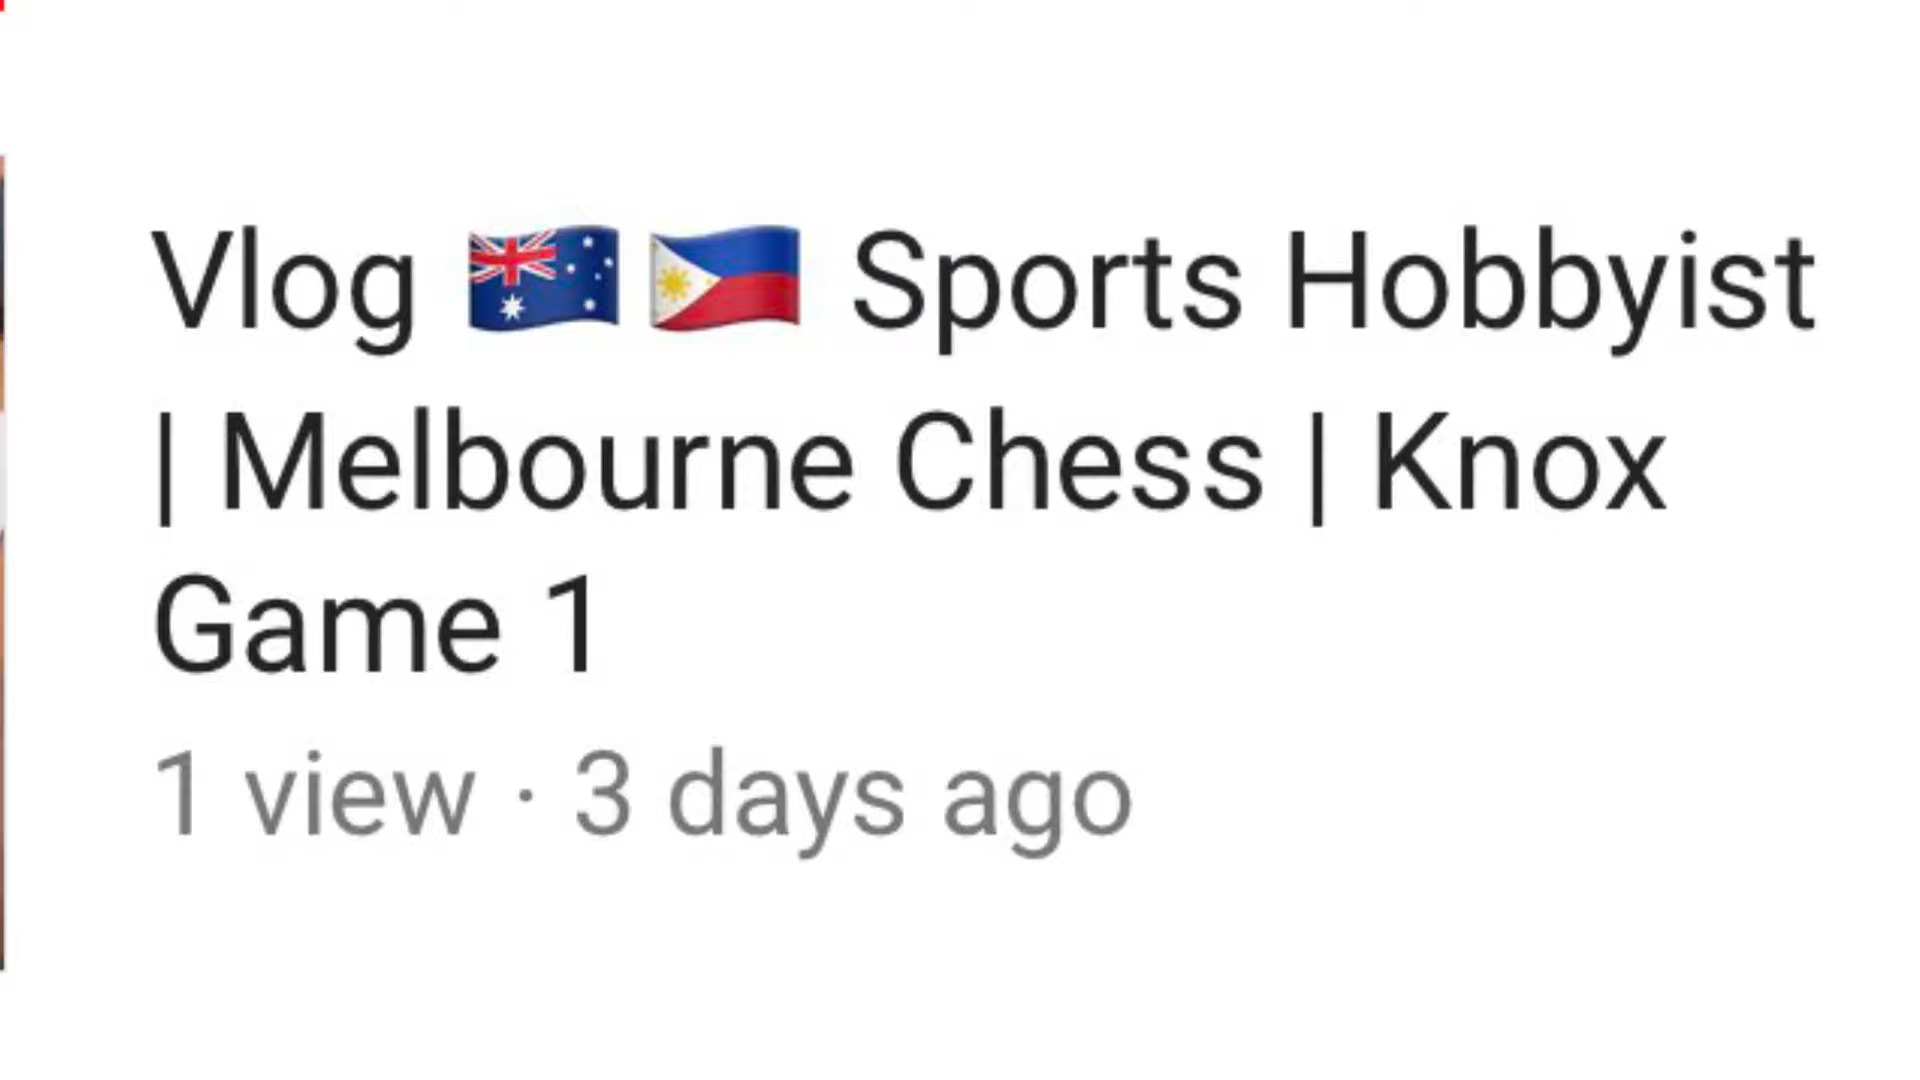 Vlog 🇦🇺🇵🇭 Sports Hobbyist
| Melbourne Chess | Knox
Game 1
1 view · 3 days ago